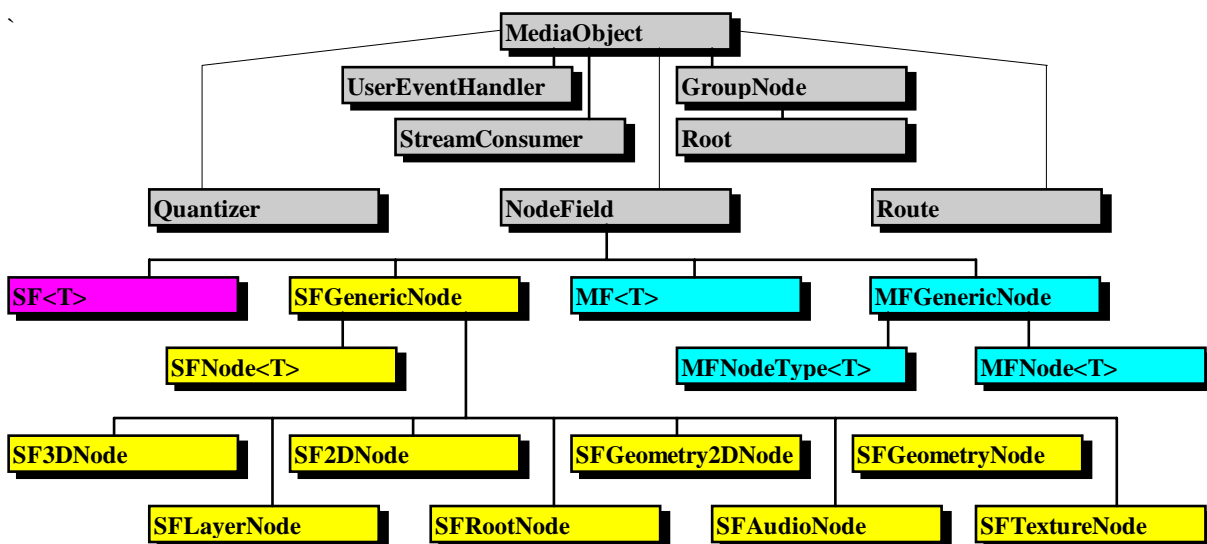 `
MediaObject
UserEventHandler GroupNode
StreamConsumer Root
Quantizer NodeField Route
SF<T> SFGenericNode MF<T> MFGenericNode
SFNode<T> MFNodeType<T> MFNode<T>
SF3DNode SF2DNode SFGeometry2DNode SFGeometryNode
SFLayerNode SFRootNode SFAudioNode SFTextureNode